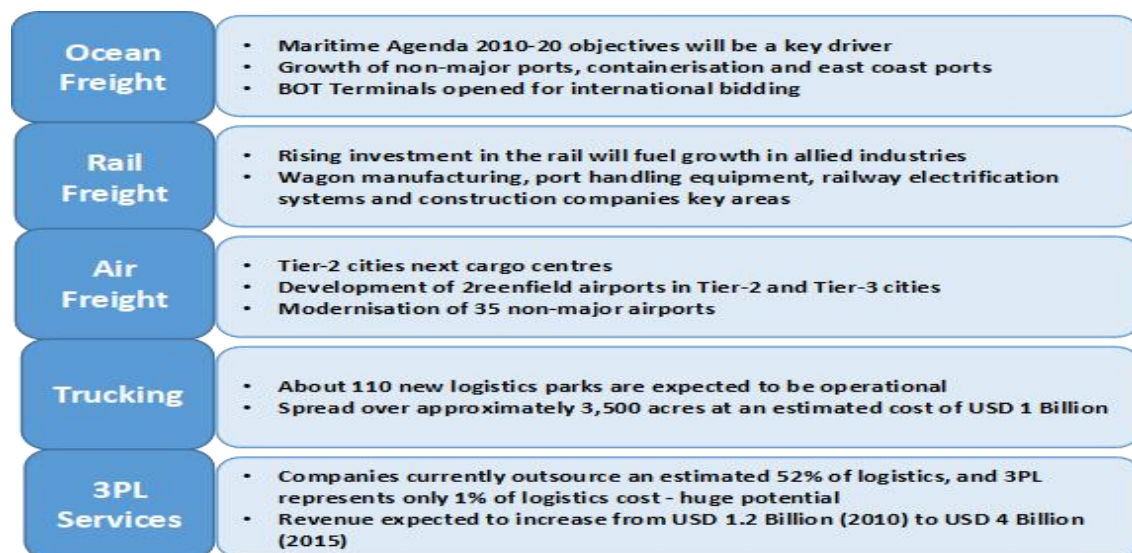 Ocean
Freight
• Maritime Agenda 2010-20 objectives will be a key driver
• Growth of non-major ports, containerisation and east coast ports
• BOT Terminals opened for international bidding
Rail
Freight
• Rising investment in the rail will fuel growth in allied industries
• Wagon manufacturing, port handling equipment, railway electrification
systems and construction companies key areas
Air
Freight
• Tier-2 cities next cargo centres
• Development of 2reenfield airports in Tier-2 and Tier-3 cities
• Modernisation of 35 non-major airports
Trucking
• About 110 new logistics parks are expected to be operational
• Spread over approximately 3,500 acres at an estimated cost of USD 1 Billion
3PL
Services
• Companies currently outsource an estimated 52% of logistics, and 3PL
represents only 1% of logistics cost - huge potential
• Revenue expected to increase from USD 1.2 Billion (2010) to USD 4 Billion
(2015)